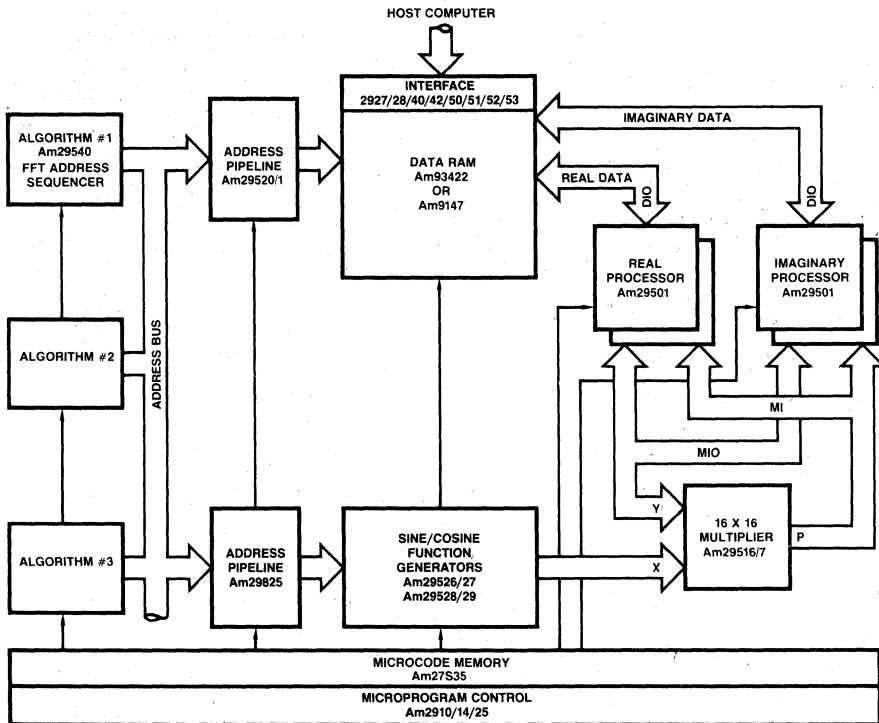 HOST COMPUTER
INTERFACE
2927/28/40/42/50/51/52/53
IMAGINARY DATA
ALGORITHM #1
Am29540
FFT ADDRESS
SEQUENCER
ADDRESS
PIPELINE
Am29520/1
DATA RAM
Am93422
OR
Am9147
REAL DATA
DIO
DIO
REAL
PROCESSOR
Am29501
IMAGINARY
PROCESSOR
Am29501
ALGORITHM #2
ADDRESS BUS
MI
MIO
ALGORITHM #3
ADDRESS
PIPELINE
Am29825
SINE/COSINE
FUNCTION
GENERATORS
Am29526/27
Am29528/29
Y
X
16 X 16
MULTIPLIER
Am29516/7
P
MICROCODE MEMORY
Am27S35
MICROPROGRAM CONTROL
Am2910/14/25